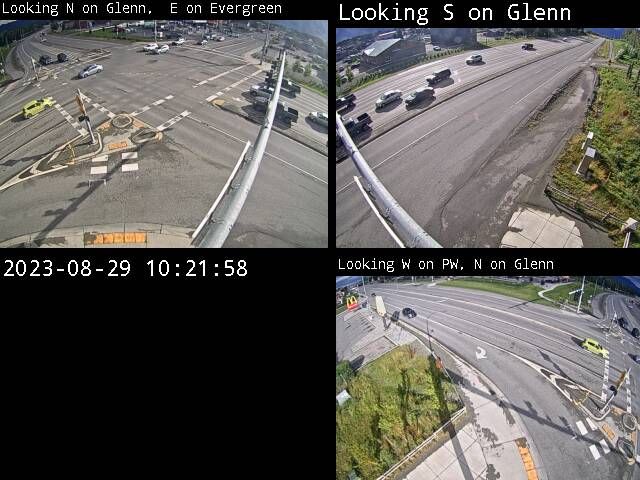 Looking N on Glenn, E on Evergreen
Looking S on Glenn
2023-08-29 10:21:58
Looking W on PW, N on Glenn